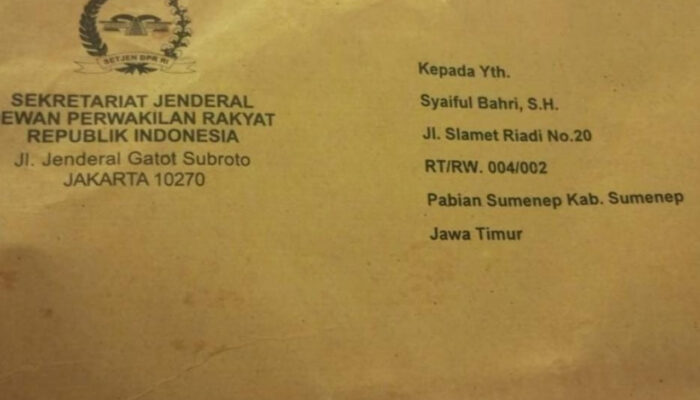 SETJEN DPR RI
SEKRETARIAT JENDERAL
EWAN PERWAKILAN RAKYAT
REPUBLIK INDONESIA
Jl. Jenderal Gatot Subroto
JAKARTA 10270
Kepada Yth.
Syaiful Bahri, S.H.
Jl. Slamet Riadi No.20
RT/RW. 004/002
Pabian Sumenep Kab. Sumenep
Jawa Timur